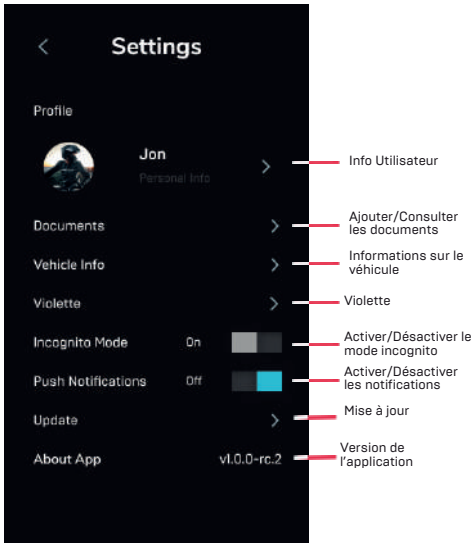 Settings
Profile
Jon
Personal Info
Info Utilisateur
Documents
Ajouter/Consulter
les documents
Vehicle Info
Informations sur le
véhicule
Violette
Violette
Incognito Mode On
Activer/Désactiver le
mode incognito
Push Notifications Off
Activer/Désactiver
les notifications
Update
Mise à jour
About App v1.0.0-rc.2
Version de
l'application